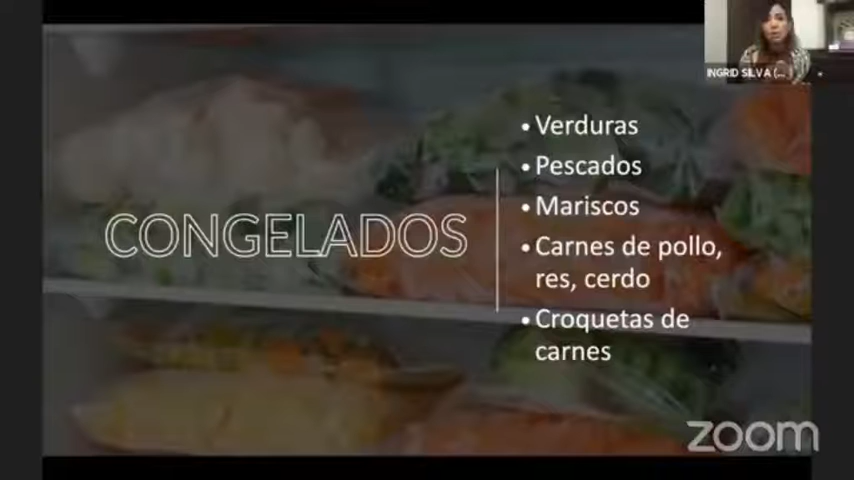 INGRID SILVA (...
CONGELADOS
• Verduras
• Pescados
• Mariscos
• Carnes de pollo,
res, cerdo
• Croquetas de
carnes
zoom